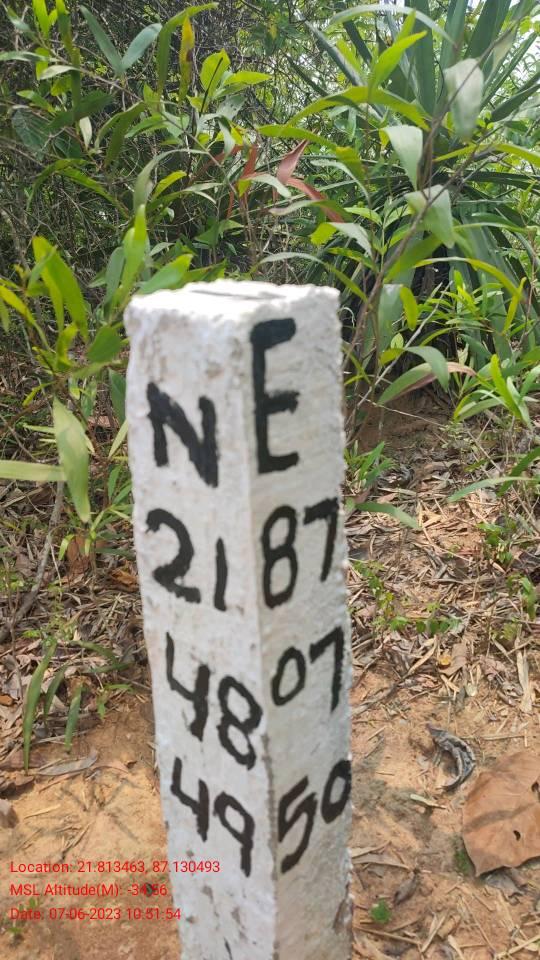 N
21
48
49
E
87
07
50
Location: 21.813463, 87.130493
MSL Altitude(M): -34.56
Date: 07-06-2023 10:51:54